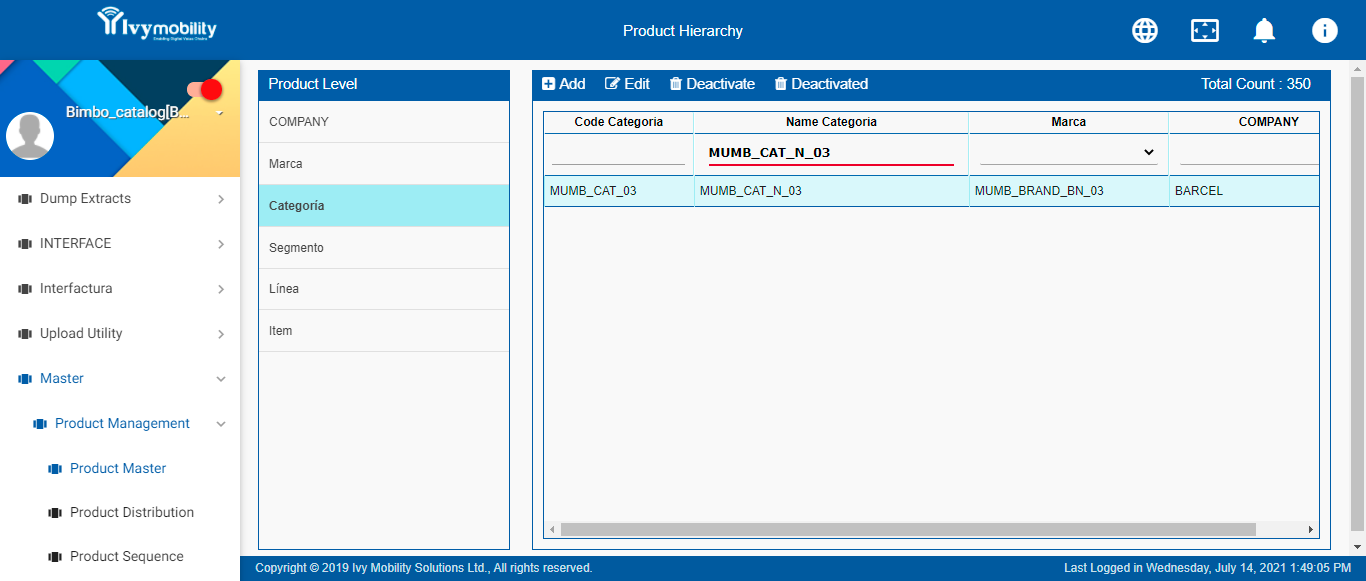 Ivymobility
Enabling Digital Value Chains
Product Hierarchy
Bimbo_catalog[B...
Dump Extracts
INTERFACE
Interfactura
Upload Utility
Master
Product Management
Product Master
Product Distribution
Product Sequence
Product Level
COMPANY
Marca
Categoría
Segmento
Línea
Item
Add Edit Deactivate Deactivated Total Count : 350
Code Categoria Name Categoria Marca COMPANY
MUMB_CAT_N_03
MUMB_CAT_03 MUMB_CAT_N_03 MUMB_BRAND_BN_03 BARCEL
Copyright © 2019 Ivy Mobility Solutions Ltd., All rights reserved. Last Logged in Wednesday, July 14, 2021 1:49:05 PM